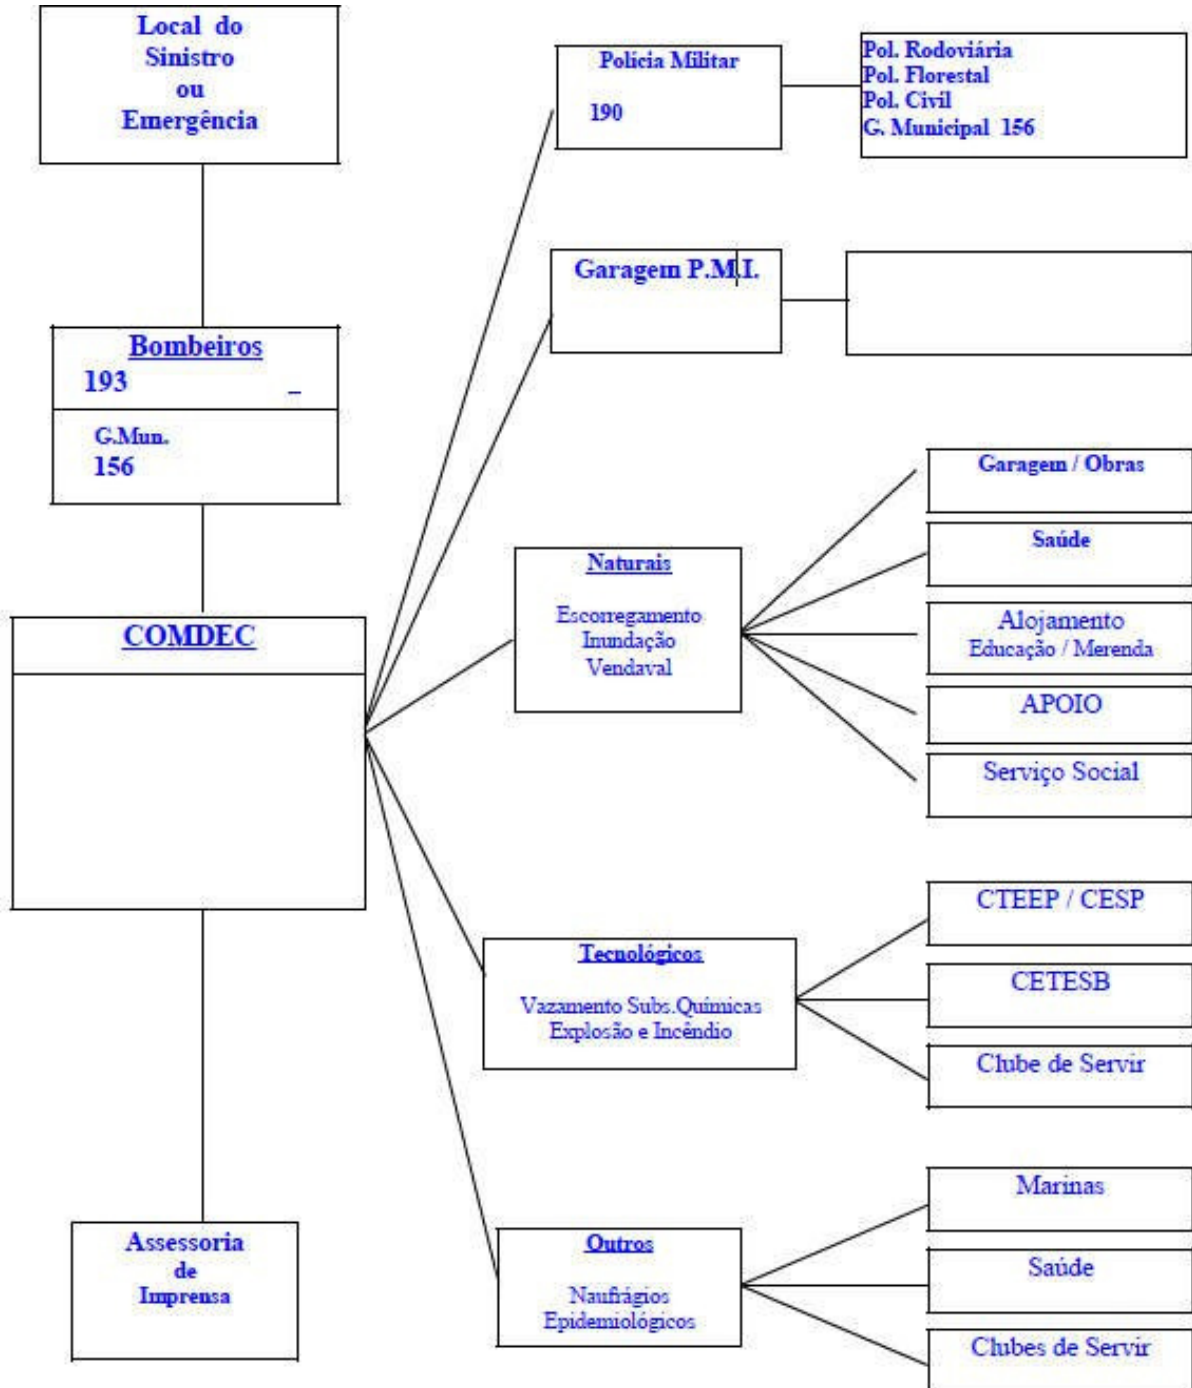 Local do
Sinistro
ou
Emergência
Bombeiros
193 _
G.Mun.
156
COMDEC
Assessoria
de
Imprensa
Polícia Militar
190
Pol. Rodoviária
Pol. Florestal
Pol. Civil
G. Municipal 156
Garagem P.M.I.
Naturais
Escorregamento
Inundação
Vendaval
Garagem / Obras
Saúde
Alojamento
Educação / Merenda
APOIO
Serviço Social
Tecnológicos
Vazamento Subs.Químicas
Explosão e Incêndio
CTEEP / CESP
CETESB
Clube de Servir
Outros
Naufrágios
Epidemiológicos
Marinas
Saúde
Clubes de Servir